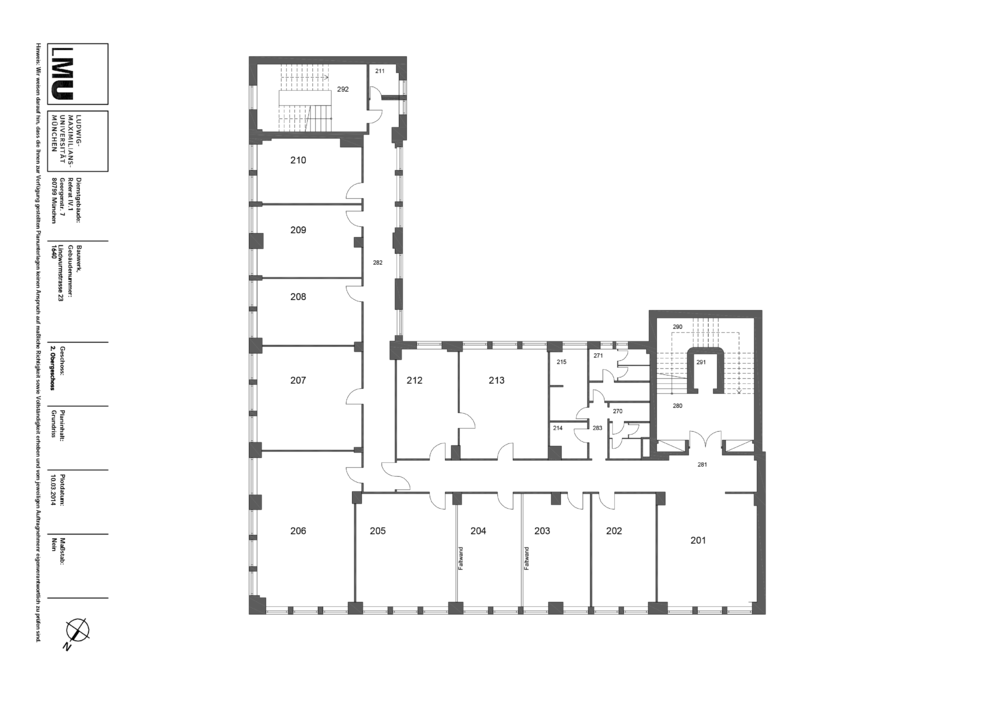 LMU
LUDWIG-
MAXIMILIANS-
UNIVERSITÄT
MÜNCHEN
Dienstgebäude:
Referat IV.1
Georgenstr. 7
80799 München
Bauwerk,
Gebäudenummer:
Lindwurmstrasse 23
1640
Geschoss:
2. Obergeschoss
Planinhalt:
Grundriss
Plotdatum:
10.03.2014
Maßstab:
Nein
Hinweis: Wir weisen darauf hin, dass die Ihnen zur Verfügung gestellten Planunterlagen keinen Anspruch auf maßliche Richtigkeit sowie Vollständigkeit erheben und vom jeweiligen Auftragnehmer eigenverantwortlich zu prüfen sind.
N
211
292
210
209
282
208
290
215
271
291
207
212
213
280
270
214
283
281
206
205
204
203
202
201
Faltwand
Faltwand